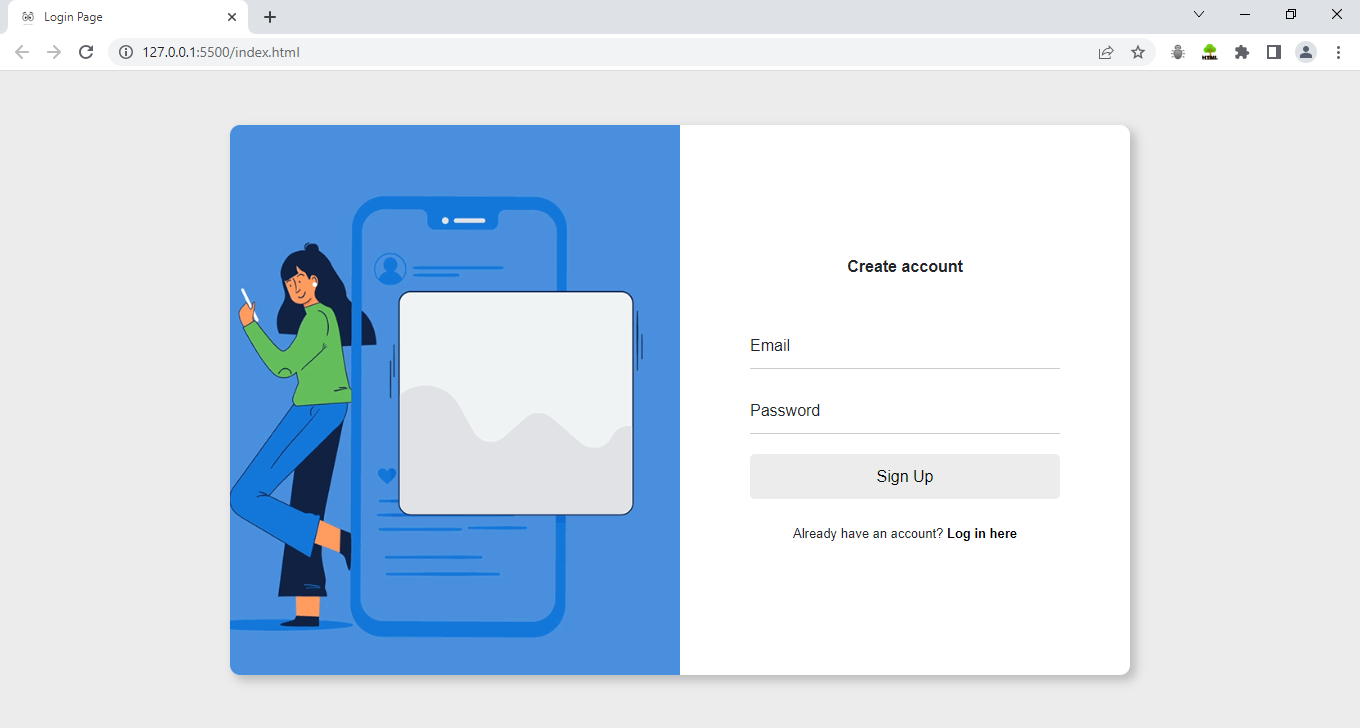 Login Page
127.0.0.1:5500/index.html
HTML
Create account
Email
Password
Sign Up
Already have an account? Log in here